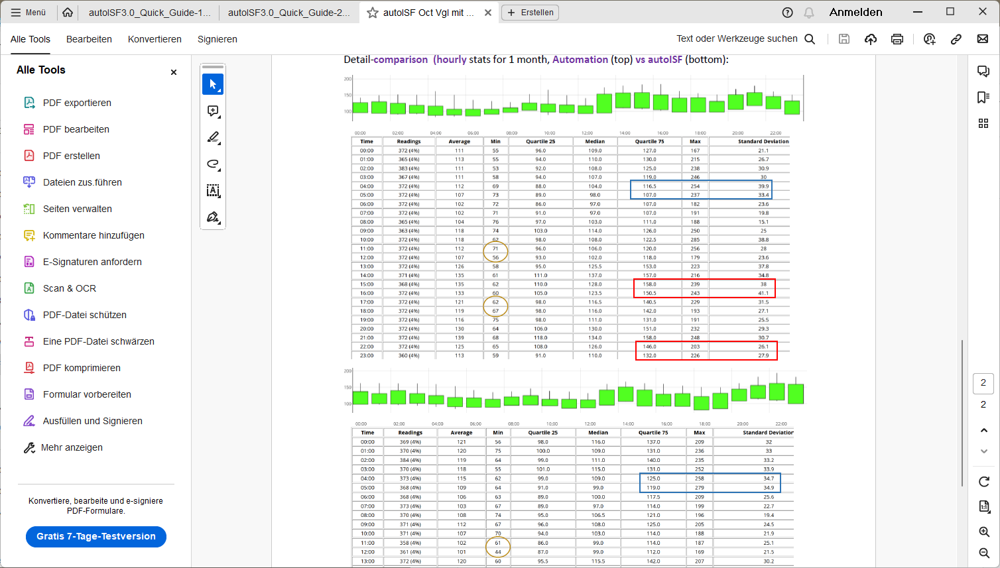 Menü
autoISF3.0_Quick_Guide-1...
autoISF3.0_Quick_Guide-2...
autoISF Oct Vgl mit ...
Erstellen
Anmelden
Alle Tools
Bearbeiten
Konvertieren
Signieren
Text oder Werkzeuge suchen
Alle Tools
PDF exportieren
PDF bearbeiten
PDF erstellen
Dateien zus.führen
Seiten verwalten
Kommentare hinzufügen
E-Signaturen anfordern
Scan & OCR
PDF-Datei schützen
Eine PDF-Datei schwärzen
PDF komprimieren
Formular vorbereiten
Ausfüllen und Signieren
Mehr anzeigen
Konvertiere, bearbeite und e-signiere
PDF-Formulare.
Gratis 7-Tage-Testversion
Detail-comparison (hourly stats for 1 month, Automation (top) vs autoISF (bottom):
200
150
100
00:00 02:00 04:00 06:00 08:00 10:00 12:00 14:00 16:00 18:00 20:00 22:00
Time Readings Average Min Quartile 25 Median Quartile 75 Max Standard Deviation
00:00 372 (4%) 111 55 96.0 109.0 127.0 167 21.1
01:00 365 (4%) 113 55 94.0 110.0 130.0 215 26.7
02:00 383 (4%) 111 53 92.0 108.0 125.0 238 30.9
03:00 367 (4%) 111 58 94.0 107.0 119.0 246 30
04:00 372 (4%) 112 69 88.0 104.0 116.5 254 39.9
05:00 372 (4%) 107 73 89.0 98.0 107.0 237 33.4
06:00 372 (4%) 102 72 86.0 97.0 107.0 182 23.6
07:00 372 (4%) 102 71 91.0 97.0 107.0 191 19.8
08:00 365 (4%) 104 76 97.0 103.0 111.0 188 15.1
09:00 363 (4%) 118 74 103.0 114.0 126.0 250 25
10:00 372 (4%) 118 62 98.0 108.0 122.5 285 38.8
11:00 372 (4%) 112 71 96.0 106.0 120.0 256 28
12:00 372 (4%) 107 56 93.0 102.0 118.0 179 23.6
13:00 372 (4%) 126 58 95.0 125.5 153.0 223 37.8
14:00 371 (4%) 135 61 111.0 137.0 157.0 216 34.8
15:00 368 (4%) 135 62 110.0 128.0 158.0 239 38
16:00 372 (4%) 133 60 105.0 123.5 150.5 243 41.1
17:00 372 (4%) 121 62 98.0 116.5 140.5 229 31.5
18:00 372 (4%) 119 67 98.0 116.0 142.0 193 27.1
19:00 372 (4%) 116 75 98.0 111.0 131.0 191 25.5
20:00 372 (4%) 130 64 106.0 130.0 151.0 232 29.3
21:00 372 (4%) 139 68 118.0 134.0 158.0 248 30.7
22:00 372 (4%) 125 65 108.0 126.0 146.0 203 26.1
23:00 360 (4%) 113 59 91.0 110.0 132.0 226 27.9
200
150
100
00:00 02:00 04:00 06:00 08:00 10:00 12:00 14:00 16:00 18:00 20:00 22:00
Time Readings Average Min Quartile 25 Median Quartile 75 Max Standard Deviation
00:00 369 (4%) 121 56 98.0 116.0 137.0 209 32
01:00 370 (4%) 120 75 100.0 109.0 131.0 236 33
02:00 384 (4%) 119 64 99.0 111.0 140.0 235 33.2
03:00 370 (4%) 118 55 101.0 115.0 131.0 252 33.9
04:00 373 (4%) 115 62 99.0 109.0 125.0 258 34.7
05:00 368 (4%) 109 64 91.0 99.0 119.0 279 34.9
06:00 368 (4%) 106 63 89.0 100.0 117.5 209 25.6
07:00 373 (4%) 103 67 89.0 97.0 114.0 199 22.7
08:00 370 (4%) 108 74 95.0 106.5 121.0 196 19.4
09:00 371 (4%) 112 67 96.0 108.0 125.0 205 24.5
10:00 371 (4%) 107 70 94.0 103.0 114.0 188 21.9
11:00 358 (4%) 102 61 86.0 99.0 114.0 187 25.1
12:00 361 (4%) 101 44 87.0 99.0 112.0 169 21.5
13:00 372 (4%) 120 60 95.5 115.5 142.0 207 30.2
2
2